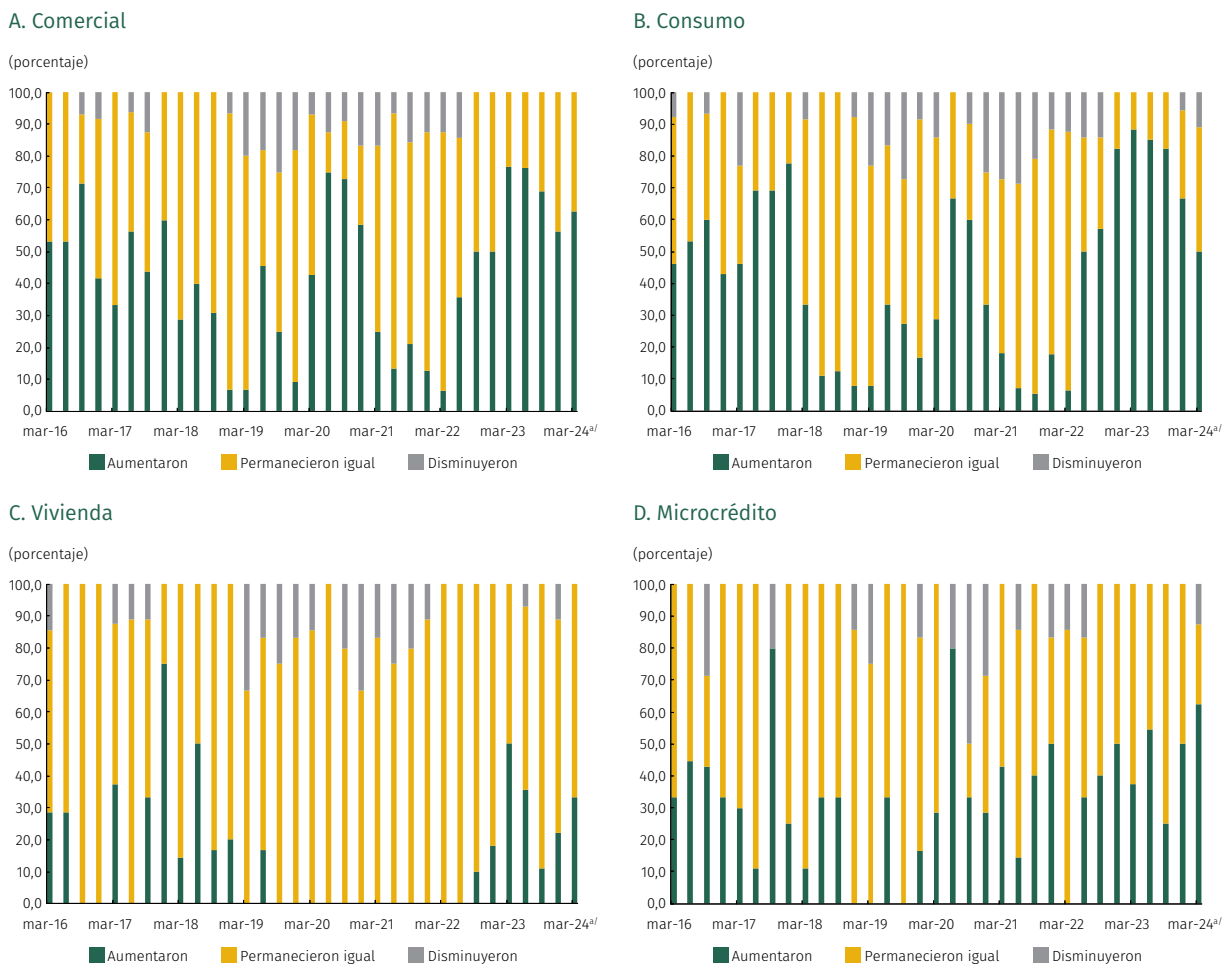 A. Comercial
(porcentaje)
100,0
90,0
80,0
70,0
60,0
50,0
40,0
30,0
20,0
10,0
0,0
mar-16 mar-17 mar-18 mar-19 mar-20 mar-21 mar-22 mar-23 mar-24a/
Aumentaron Permanecieron igual Disminuyeron
B. Consumo
(porcentaje)
100,0
90,0
80,0
70,0
60,0
50,0
40,0
30,0
20,0
10,0
0,0
mar-16 mar-17 mar-18 mar-19 mar-20 mar-21 mar-22 mar-23 mar-24a/
Aumentaron Permanecieron igual Disminuyeron
C. Vivienda
(porcentaje)
100,0
90,0
80,0
70,0
60,0
50,0
40,0
30,0
20,0
10,0
0,0
mar-16 mar-17 mar-18 mar-19 mar-20 mar-21 mar-22 mar-23 mar-24a/
Aumentaron Permanecieron igual Disminuyeron
D. Microcrédito
(porcentaje)
100,0
90,0
80,0
70,0
60,0
50,0
40,0
30,0
20,0
10,0
0,0
mar-16 mar-17 mar-18 mar-19 mar-20 mar-21 mar-22 mar-23 mar-24a/
Aumentaron Permanecieron igual Disminuyeron